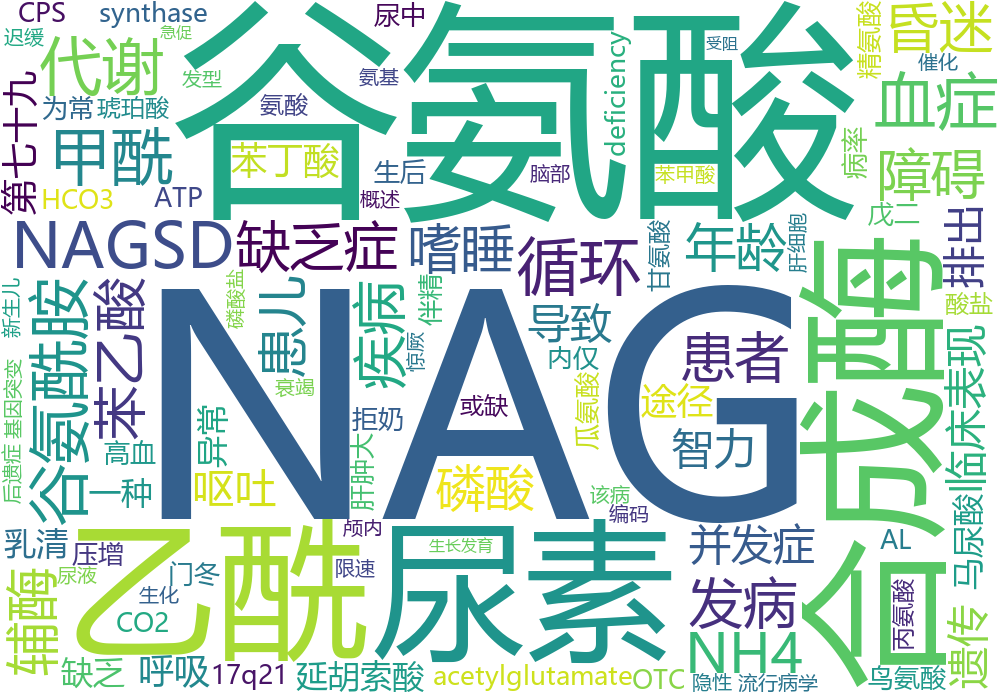 CPS
synthase
急促
尿中
谷氨酸
受阻
昏迷
迟缓
代谢
发型
氨基
deficiency
精氨酸
催化
第七十九
为常
琥珀酸
氨酸
血症
甲酰
苯丁酸
生后
脑部
苯甲酸
病率
障碍
HCO3
ATP
概述
戊二
NAGSD
缺乏症
嗜睡
循环
甘氨酸
年龄
肝细胞
排出
合成酶
新生儿
谷氨酰胺
苯乙酸
磷酸盐
患儿
疾病
伴精
导致
患者
酸盐
NAG
惊厥
内仅
临床表现
基因突变
衰竭
或缺
瓜氨酸
途径
后遗症
高血
异常
拒奶
智力
一种
呕吐
肝肿大
磷酸
该病
乳清
压增
乙酰
颅内
尿素
编码
并发症
AL
马尿酸
尿液
门冬
限速
生长发育
辅酶
生化
发病
丙氨酸
CO2
NH4
遗传
缺乏
呼吸
17q21
延胡索酸
acetylglutamate
OTC
隐性
流行病学
鸟氨酸